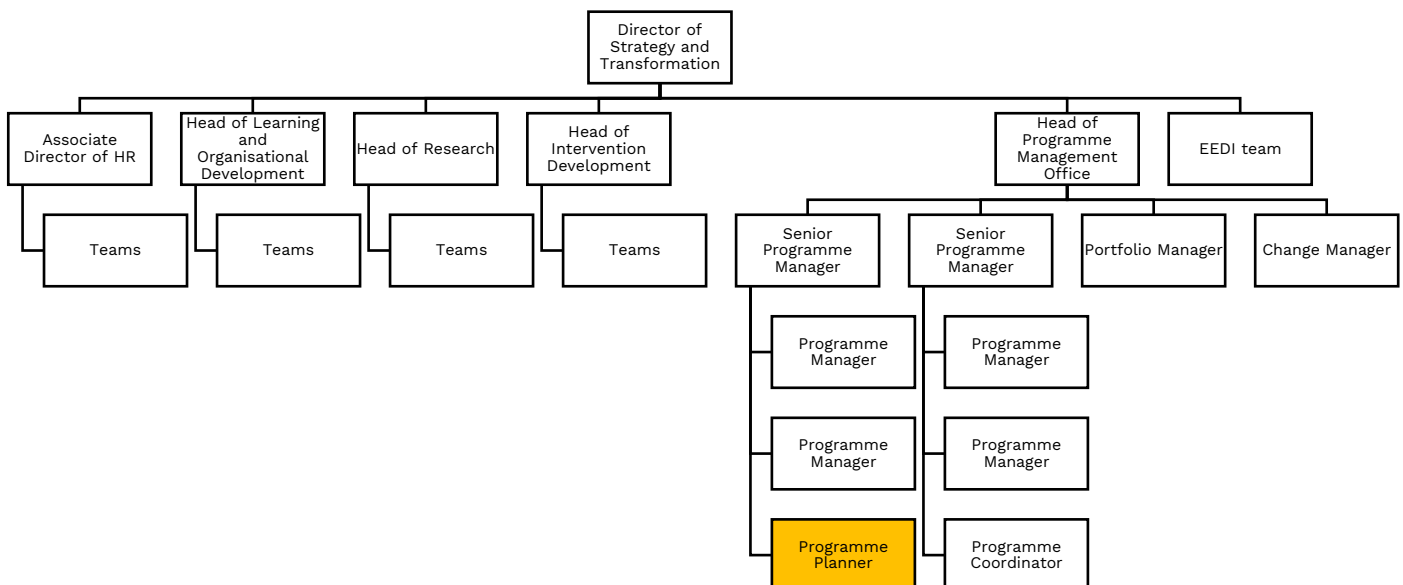 Director of
Strategy and
Transformation
Associate
Director of HR
Head of Learning
and
Organisational
Development
Head of Research
Head of
Intervention
Development
Head of
Programme
Management
Office
EEDI team
Teams
Teams
Teams
Teams
Senior
Programme
Manager
Senior
Programme
Manager
Portfolio Manager
Change Manager
Programme
Manager
Programme
Manager
Programme
Manager
Programme
Manager
Programme
Planner
Programme
Coordinator